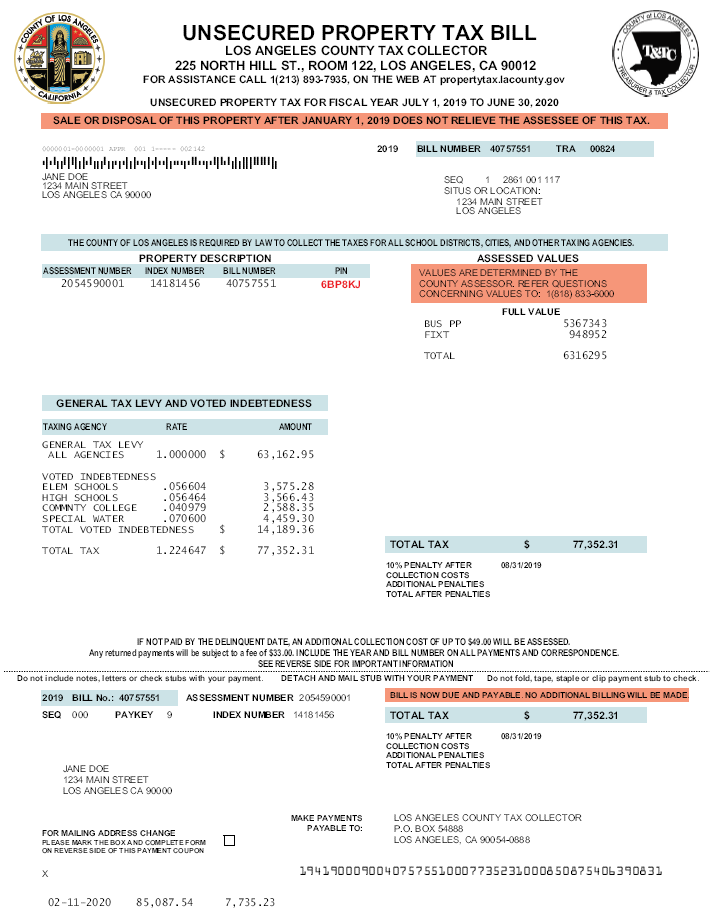 COUNTY OF LOS ANGELES
CALIFORNIA
UNSECURED PROPERTY TAX BILL
LOS ANGELES COUNTY TAX COLLECTOR
225 NORTH HILL ST., ROOM 122, LOS ANGELES, CA 90012
FOR ASSISTANCE CALL 1(213) 893-7935, ON THE WEB AT propertytax.lacounty.gov
COUNTY OF LOS ANGELES
T&TC
TREASURER & TAX COLLECTOR
UNSECURED PROPERTY TAX FOR FISCAL YEAR JULY 1, 2019 TO JUNE 30, 2020
SALE OR DISPOSAL OF THIS PROPERTY AFTER JANUARY 1, 2019 DOES NOT RELIEVE THE ASSESSEE OF THIS TAX.
0000001-0000001 APPR 001 1----- 002142
JANE DOE
1234 MAIN STREET
LOS ANGELES CA 90000
2019 BILL NUMBER 40757551 TRA 00824
SEQ 1 2861 001 117
SITUS OR LOCATION:
1234 MAIN STREET
LOS ANGELES
THE COUNTY OF LOS ANGELES IS REQUIRED BY LAW TO COLLECT THE TAXES FOR ALL SCHOOL DISTRICTS, CITIES, AND OTHER TAXING AGENCIES.
PROPERTY DESCRIPTION
ASSESSMENT NUMBER INDEX NUMBER BILL NUMBER PIN
2054590001 14181456 40757551 6BP8KJ
ASSESSED VALUES
VALUES ARE DETERMINED BY THE
COUNTY ASSESSOR. REFER QUESTIONS
CONCERNING VALUES TO: 1(818) 833-6000
FULL VALUE
BUS PP 5367343
FIXT 948952
TOTAL 6316295
GENERAL TAX LEVY AND VOTED INDEBTEDNESS
TAXING AGENCY RATE AMOUNT
GENERAL TAX LEVY
ALL AGENCIES 1.000000 $ 63,162.95
VOTED INDEBTEDNESS
ELEM SCHOOLS .056604 3,575.28
HIGH SCHOOLS .056464 3,566.43
COMMNTY COLLEGE .040979 2,588.35
SPECIAL WATER .070600 4,459.30
TOTAL VOTED INDEBTEDNESS $ 14,189.36
TOTAL TAX 1.224647 $ 77,352.31
TOTAL TAX $ 77,352.31
10% PENALTY AFTER 08/31/2019
COLLECTION COSTS
ADDITIONAL PENALTIES
TOTAL AFTER PENALTIES
IF NOT PAID BY THE DELINQUENT DATE, AN ADDITIONAL COLLECTION COST OF UP TO $49.00 WILL BE ASSESSED.
Any returned payments will be subject to a fee of $33.00. INCLUDE THE YEAR AND BILL NUMBER ON ALL PAYMENTS AND CORRESPONDENCE.
SEE REVERSE SIDE FOR IMPORTANT INFORMATION
Do not include notes, letters or check stubs with your payment. DETACH AND MAIL STUB WITH YOUR PAYMENT Do not fold, tape, staple or clip payment stub to check.
2019 BILL No.: 40757551 ASSESSMENT NUMBER 2054590001
SEQ 000 PAYKEY 9 INDEX NUMBER 14181456
BILL IS NOW DUE AND PAYABLE. NO ADDITIONAL BILLING WILL BE MADE
TOTAL TAX $ 77,352.31
10% PENALTY AFTER 08/31/2019
COLLECTION COSTS
ADDITIONAL PENALTIES
TOTAL AFTER PENALTIES
JANE DOE
1234 MAIN STREET
LOS ANGELES CA 90000
MAKE PAYMENTS
PAYABLE TO:
LOS ANGELES COUNTY TAX COLLECTOR
P.O. BOX 54888
LOS ANGELES, CA 90054-0888
FOR MAILING ADDRESS CHANGE
PLEASE MARK THE BOX AND COMPLETE FORM
ON REVERSE SIDE OF THIS PAYMENT COUPON
X
19419000900407575510007735231000850875406390831
02-11-2020 85,087.54 7,735.23